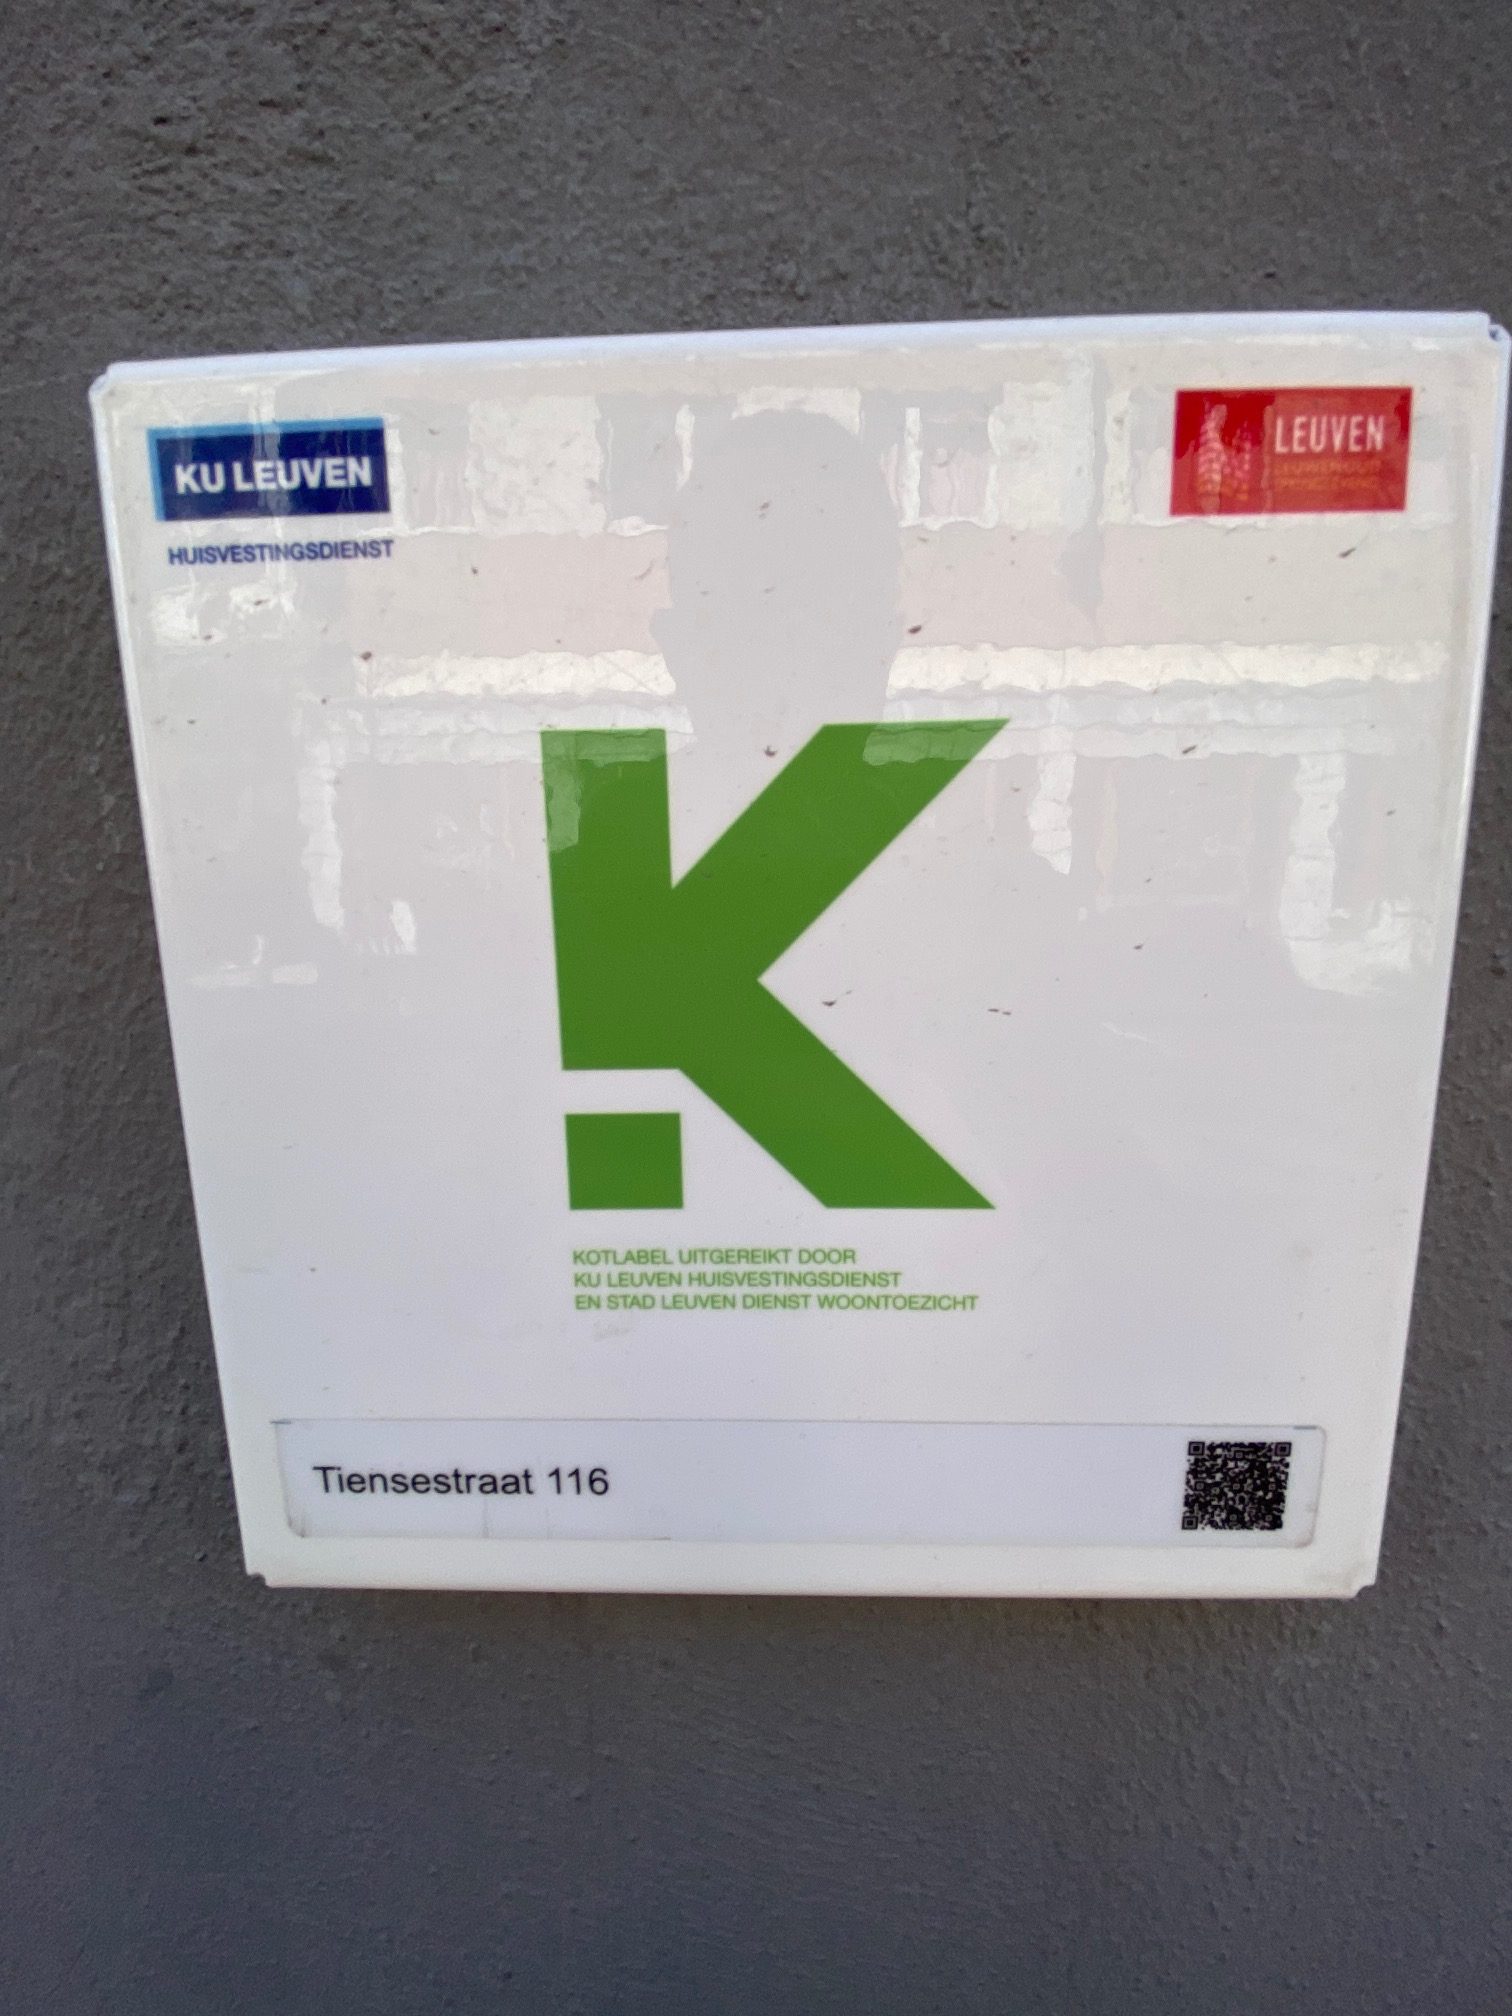 KU LEUVEN
HUISVESTINGSDIENST
LEUVEN
K
KOTLABEL UITGEREIKT DOOR
KU LEUVEN HUISVESTINGSDIENST
EN STAD LEUVEN DIENST WOONTOEZICHT
Tiensestraat 116